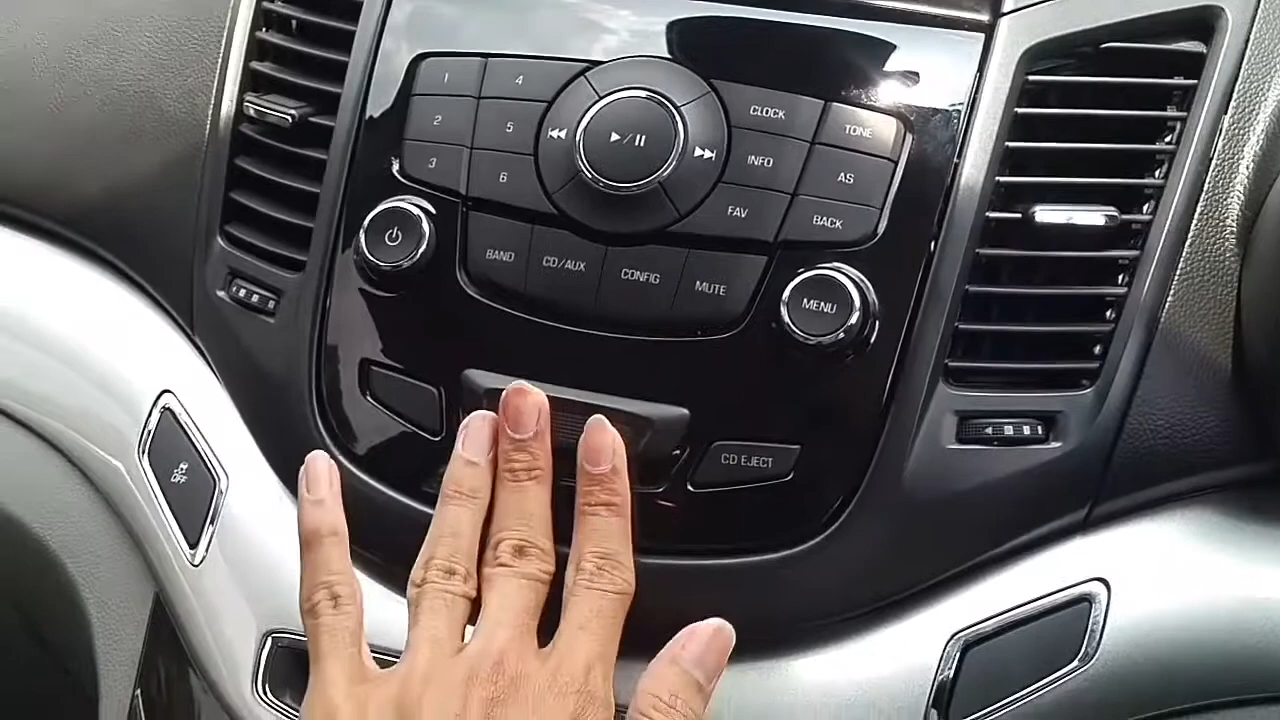 1
4
CLOCK
TONE
2
5
INFO
AS
3
6
FAV
BACK
BAND
CD/AUX
CONFIG
MUTE
MENU
CD EJECT
OFF